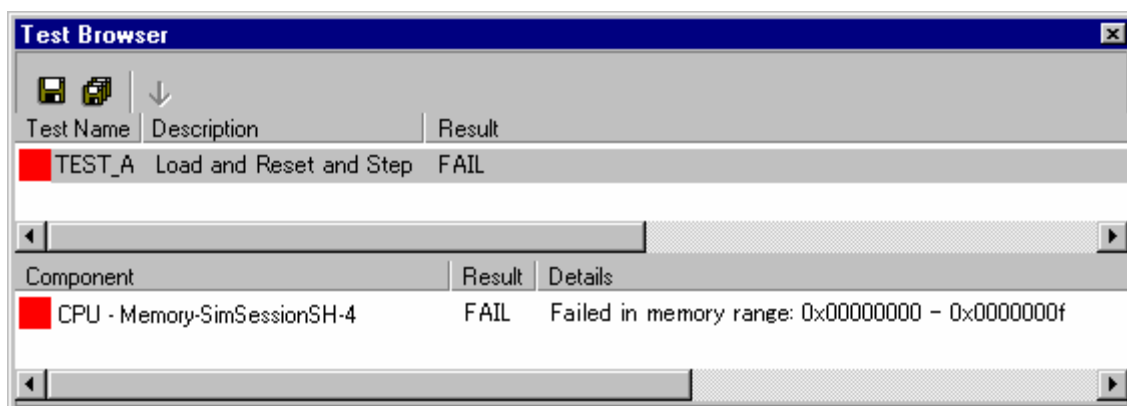 Test Browser
Test Name Description Result
TEST_A Load and Reset and Step FAIL
Component Result Details
CPU - Memory-SimSessionSH-4 FAIL Failed in memory range: 0x00000000 - 0x0000000f